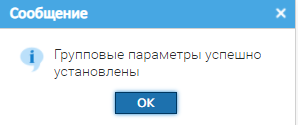 Сообщение
Групповые параметры успешно
установлены
OK